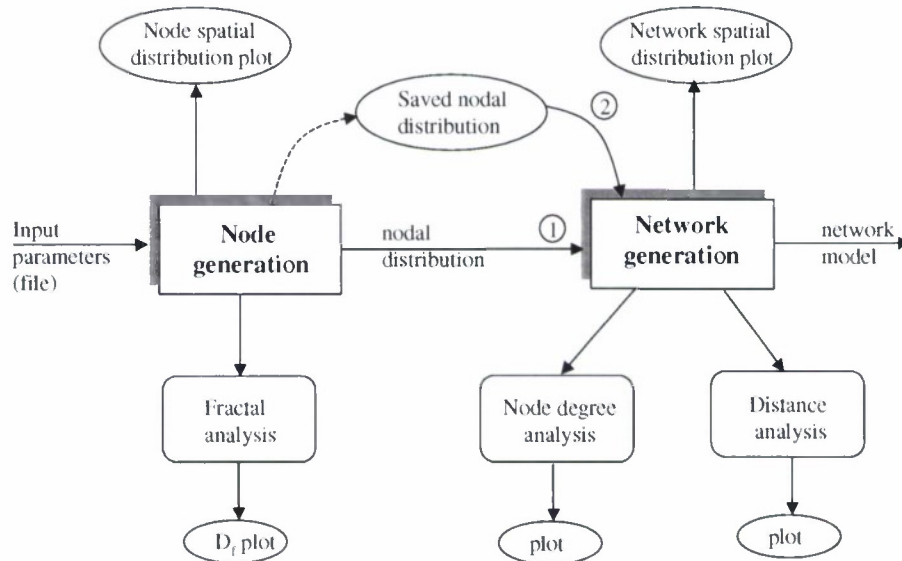 Node spatial
distribution plot
Network spatial
distribution plot
Saved nodal
distribution
2
Input
parameters
(file)
Node
generation
nodal
distribution
1
Network
generation
network
model
Fractal
analysis
Node degree
analysis
Distance
analysis
D_f plot
plot
plot